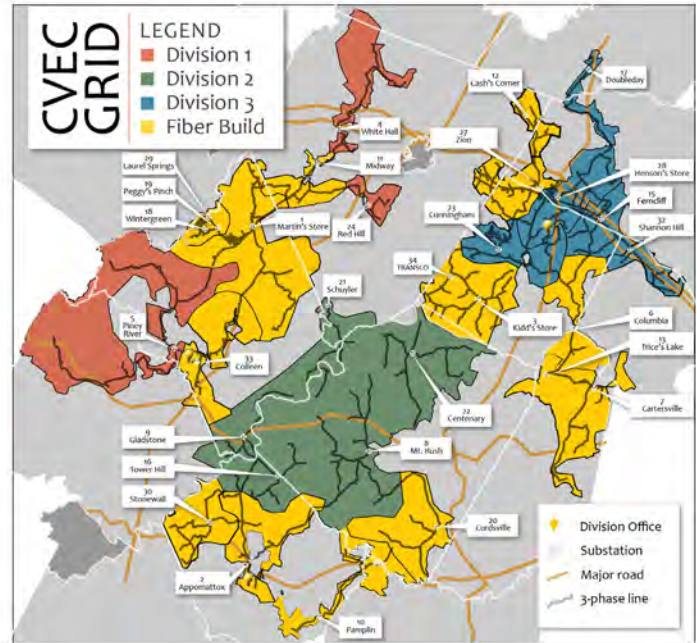 CVEC
GRID
LEGEND
Division 1
Division 2
Division 3
Fiber Build
12
Cash's Corner
17
Doubleday
4
White Hall
27
Zion
11
Midway
29
Laurel Springs
28
Henson's Store
19
Peggy's Pinch
15
Ferncliff
18
Wintergreen
1
Martin's Store
24
Red Hill
23
Cunningham
32
Shannon Hill
34
TRANSCO
21
Schuyler
5
Piney
River
3
Kidd's Store
6
Columbia
13
Trice's Lake
33
Colleen
7
Cartersville
22
Centenary
9
Gladstone
8
Mt. Rush
16
Tower Hill
30
Stonewall
20
Cordsville
2
Appomattox
10
Pamplin
Division Office
Substation
Major road
3-phase line